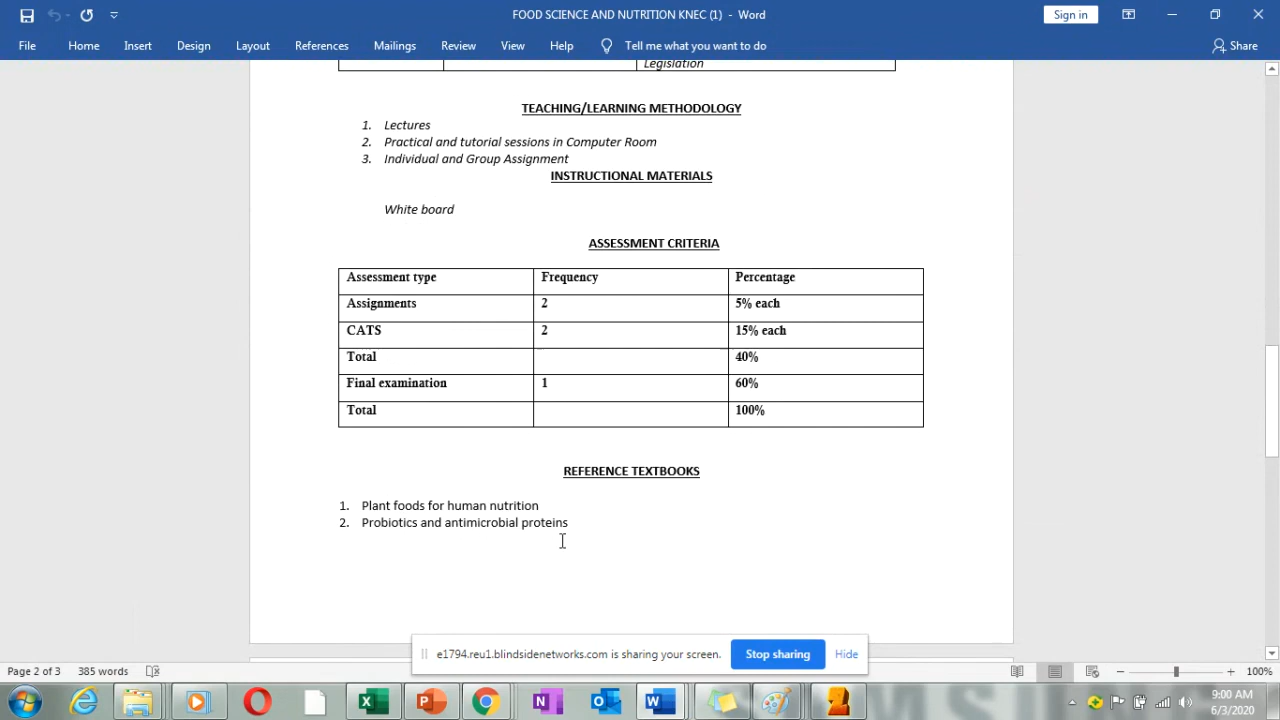 FOOD SCIENCE AND NUTRITION KNEC (1) - Word
Sign in
File Home Insert Design Layout References Mailings Review View Help Tell me what you want to do Share
Legislation
TEACHING/LEARNING METHODOLOGY
1. Lectures
2. Practical and tutorial sessions in Computer Room
3. Individual and Group Assignment
INSTRUCTIONAL MATERIALS
White board
ASSESSMENT CRITERIA
Assessment type Frequency Percentage
Assignments 2 5% each
CATS 2 15% each
Total 40%
Final examination 1 60%
Total 100%
REFERENCE TEXTBOOKS
1. Plant foods for human nutrition
2. Probiotics and antimicrobial proteins
e1794.reu1.blindsidenetworks.com is sharing your screen. Stop sharing Hide
Page 2 of 3 385 words 100%
9:00 AM
6/3/2020